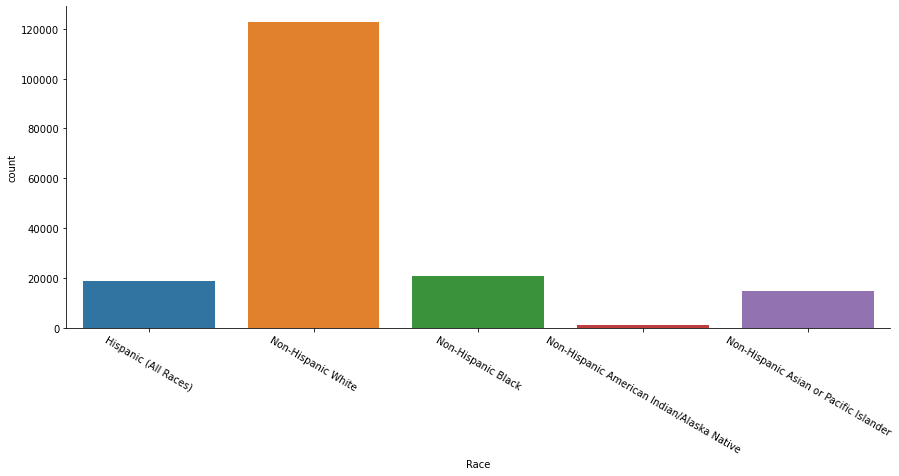 120000
100000
80000
60000
40000
20000
0
count
Hispanic (All Races)
Non-Hispanic White
Non-Hispanic Black
Non-Hispanic American Indian/Alaska Native
Non-Hispanic Asian or Pacific Islander
Race